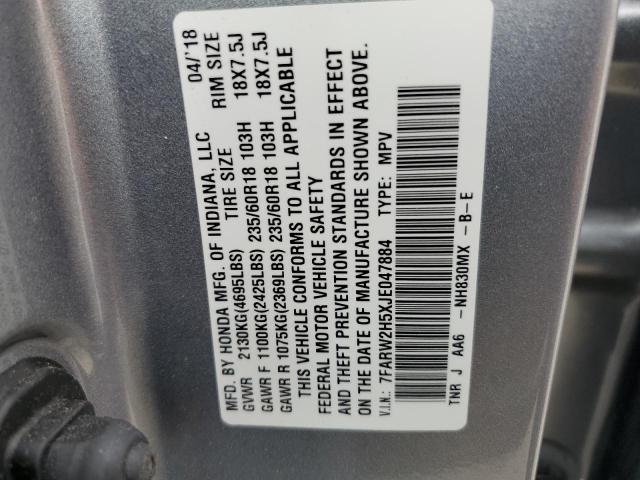 MFD. BY HONDA MFG. OF INDIANA, LLC 04/'18
TIRE SIZE RIM SIZE
GVWR 2130KG(4695LBS)
GAWR F 1100KG(2425LBS) 235/60R18 103H 18X7.5J
GAWR R 1075KG(2369LBS) 235/60R18 103H 18X7.5J
THIS VEHICLE CONFORMS TO ALL APPLICABLE
FEDERAL MOTOR VEHICLE SAFETY
AND THEFT PREVENTION STANDARDS IN EFFECT
ON THE DATE OF MANUFACTURE SHOWN ABOVE.
V.I.N.: 7FARW2H5XJE047884 TYPE: MPV
TNR J AA6 -NH830MX -B-E